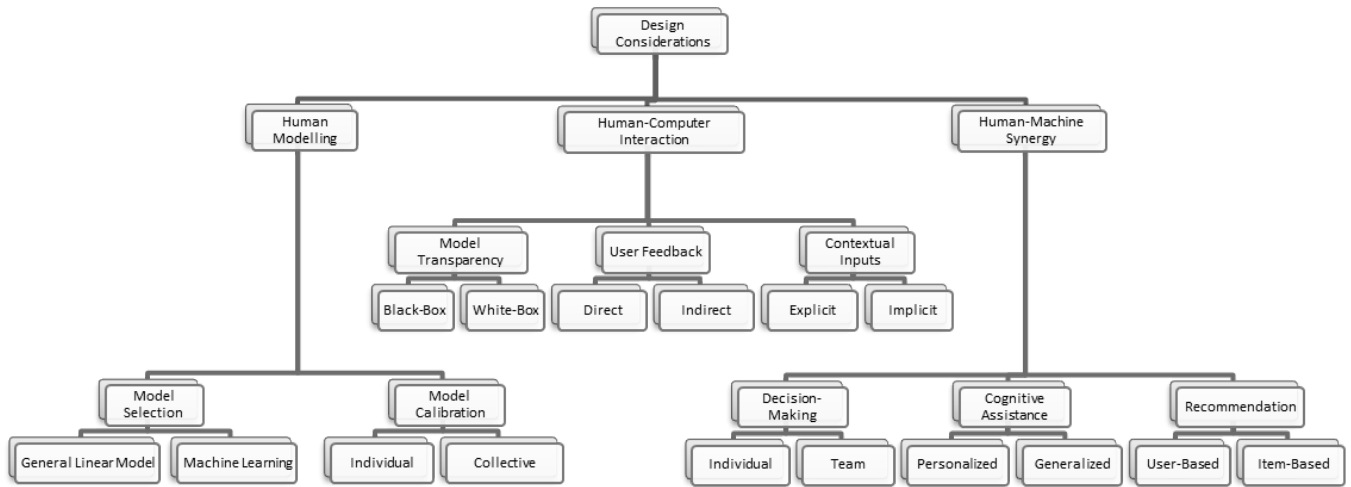 Design
Considerations
Human
Modelling
Human-Computer
Interaction
Human-Machine
Synergy
Model
Transparency
User Feedback
Contextual
Inputs
Black-Box
White-Box
Direct
Indirect
Explicit
Implicit
Model
Selection
Model
Calibration
Decision-
Making
Cognitive
Assistance
Recommendation
General Linear Model
Machine Learning
Individual
Collective
Individual
Team
Personalized
Generalized
User-Based
Item-Based